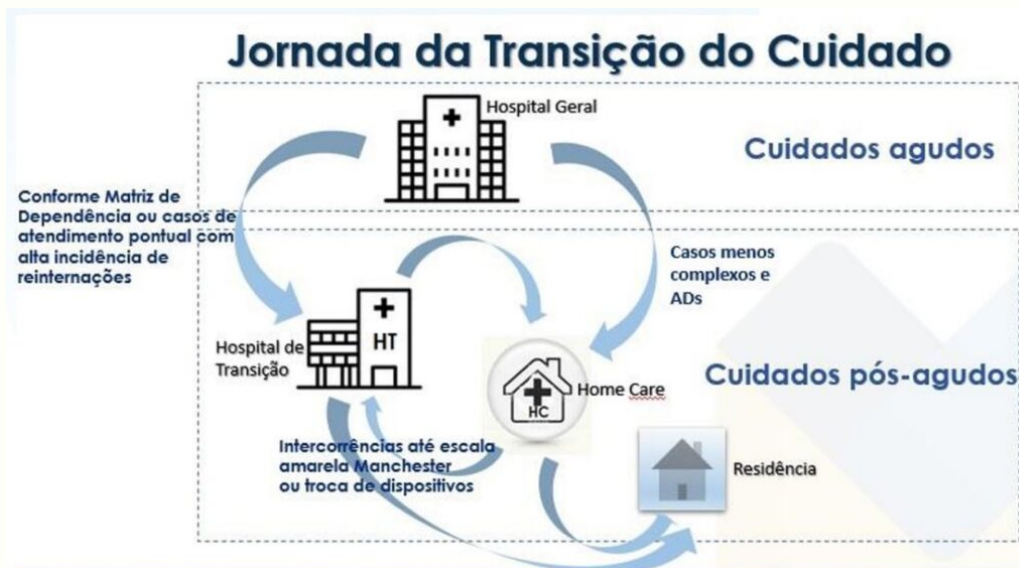 Jornada da Transição do Cuidado
Hospital Geral
Cuidados agudos
Conforme Matriz de
Dependência ou casos de
atendimento pontual com
alta incidência de
reinternações
Casos menos
complexos e
ADs
HT
Hospital de
Transição
HC
Home Care
Cuidados pós-agudos
Intercorrências até escala
amarela Manchester
ou troca de dispositivos
Residência